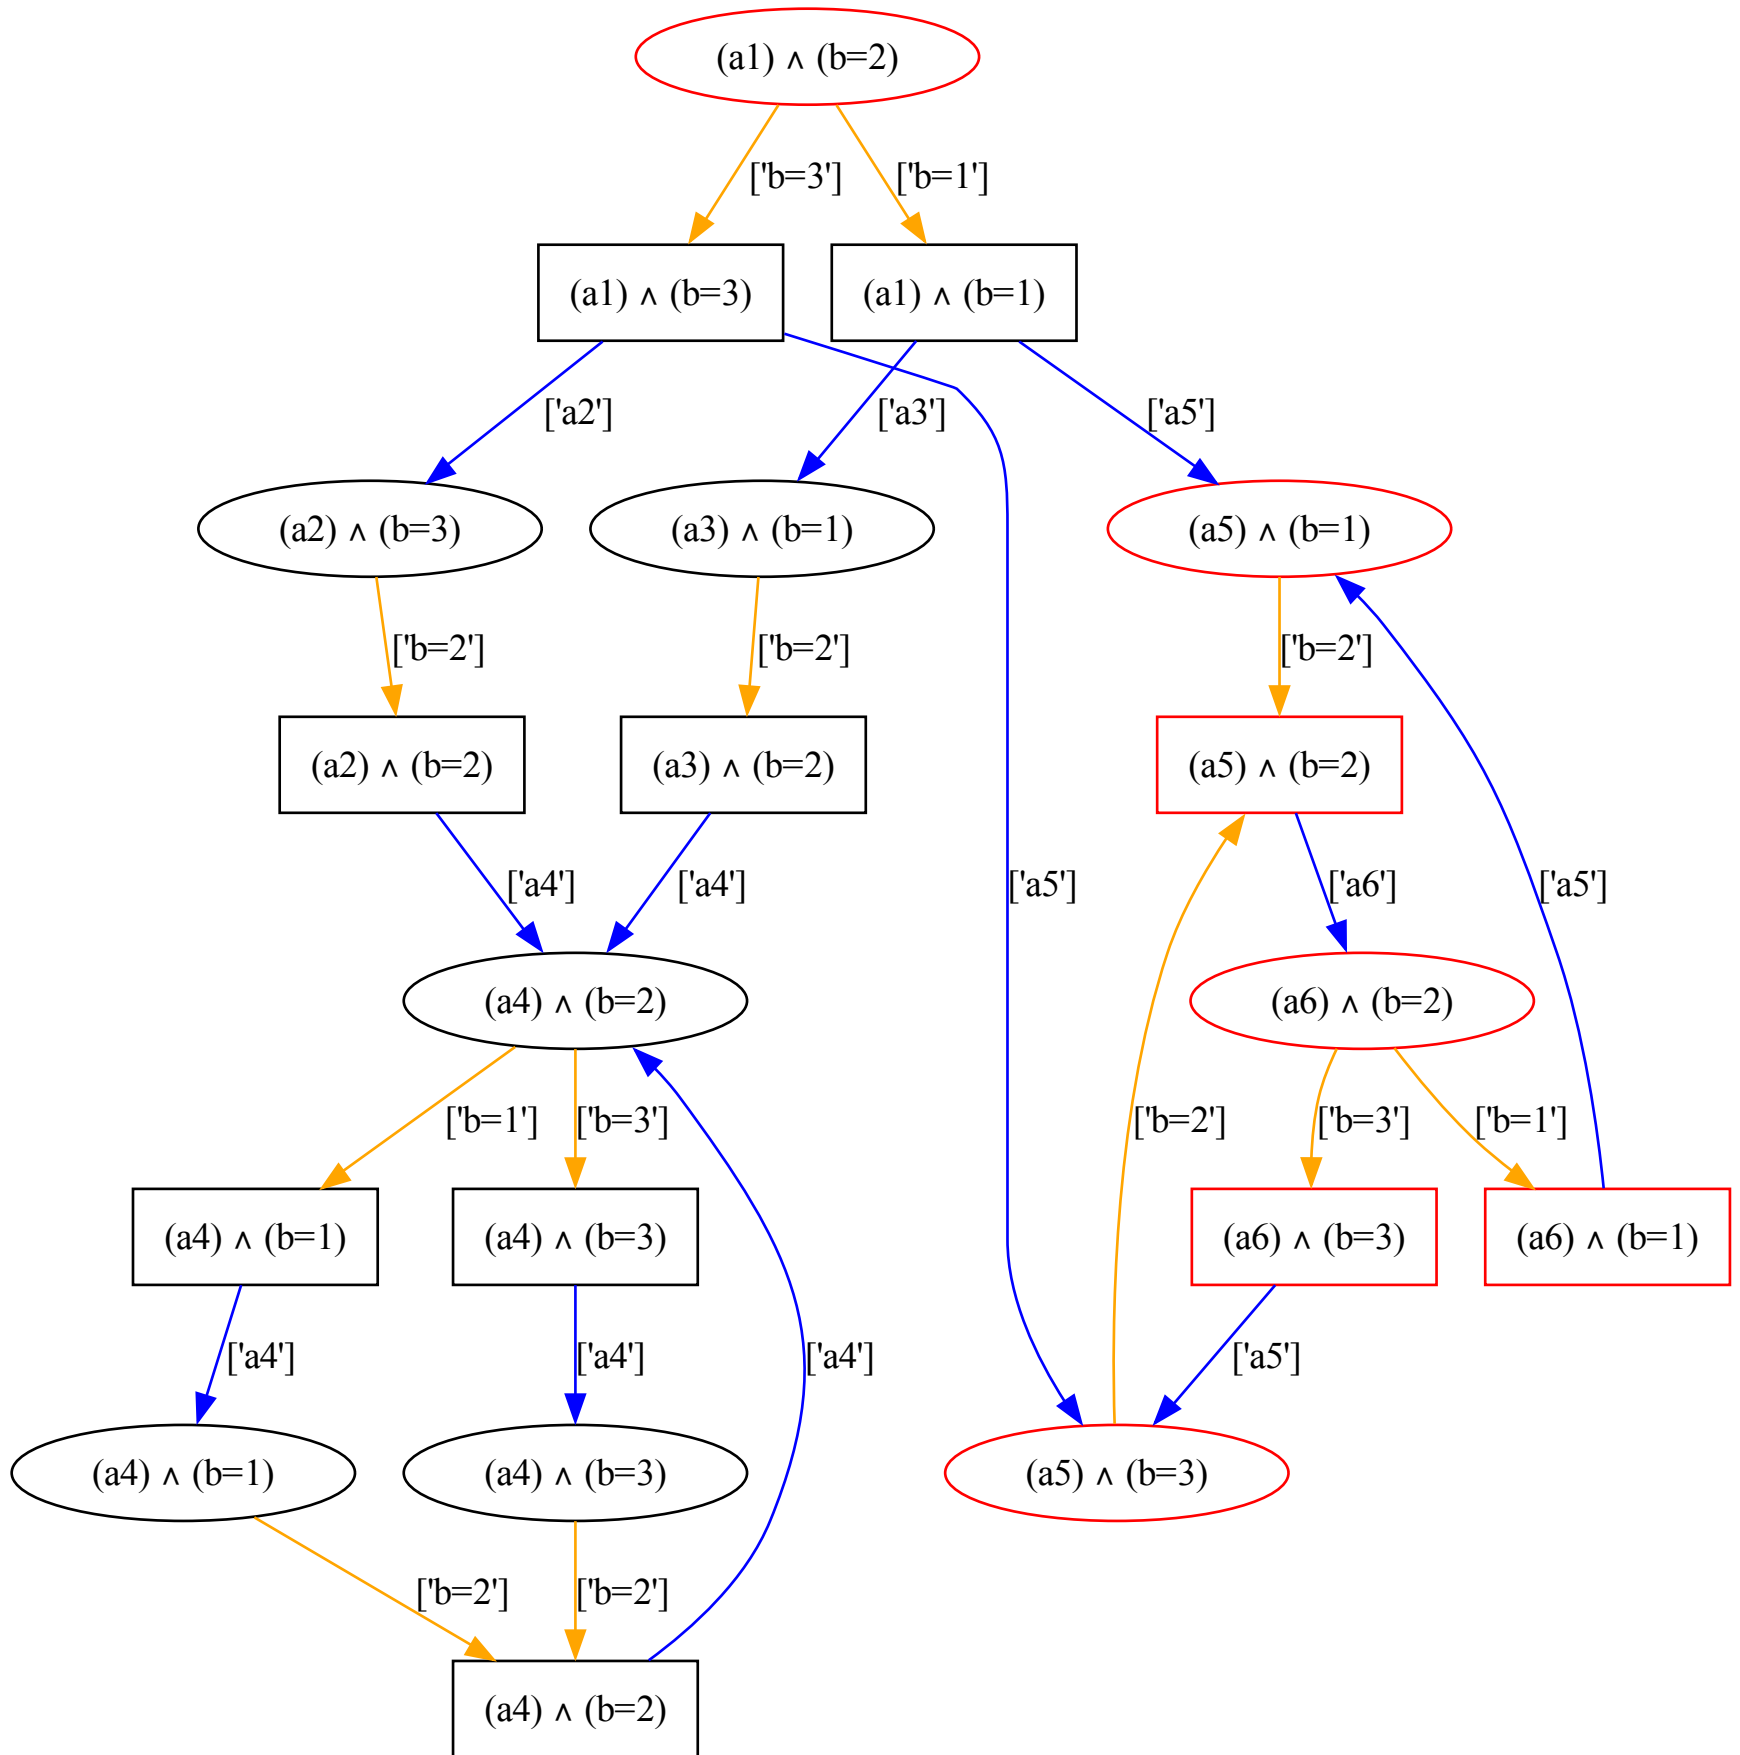 (a1) ∧ (b=2)
['b=3']
['b=1']
(a1) ∧ (b=3)
(a1) ∧ (b=1)
['a2']
['a3']
['a5']
(a2) ∧ (b=3)
(a3) ∧ (b=1)
(a5) ∧ (b=1)
['b=2']
['b=2']
['b=2']
(a2) ∧ (b=2)
(a3) ∧ (b=2)
(a5) ∧ (b=2)
['a4']
['a4']
['a5']
['a6']
['a5']
(a4) ∧ (b=2)
(a6) ∧ (b=2)
['b=1']
['b=3']
['b=2']
['b=3']
['b=1']
(a4) ∧ (b=1)
(a4) ∧ (b=3)
(a6) ∧ (b=3)
(a6) ∧ (b=1)
['a4']
['a4']
['a4']
['a5']
(a4) ∧ (b=1)
(a4) ∧ (b=3)
(a5) ∧ (b=3)
['b=2']
['b=2']
(a4) ∧ (b=2)